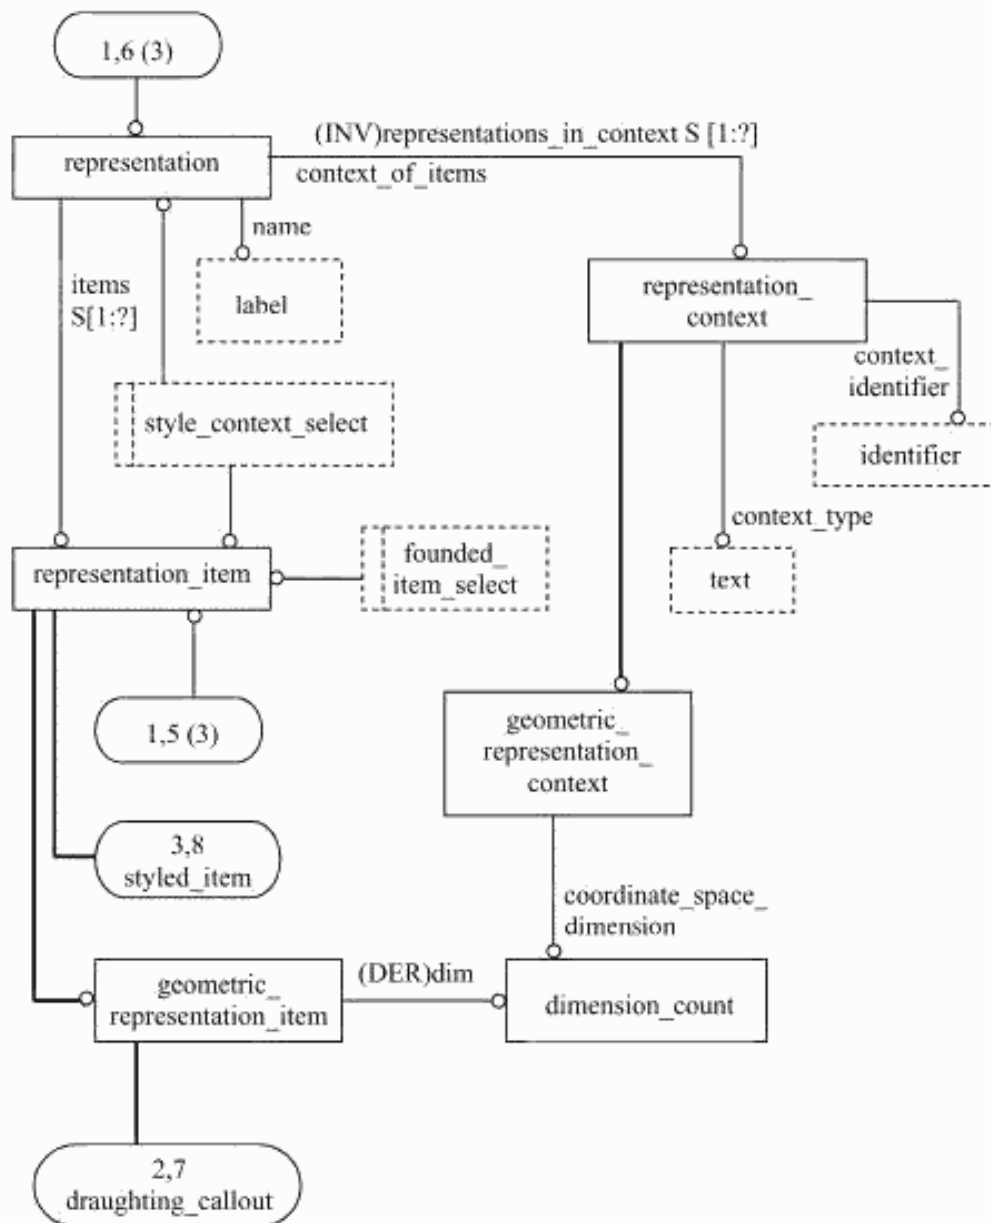 1,6 (3)
(INV)representations_in_context S [1:?]
representation
context_of_items
name
items
S[1:?]
label
representation_
context
context_
identifier
style_context_select
identifier
context_type
founded_
item_select
representation_item
text
1,5 (3)
geometric_
representation_
context
3,8
styled_item
coordinate_space_
dimension
(DER)dim
geometric_
representation_item
dimension_count
2,7
draughting_callout